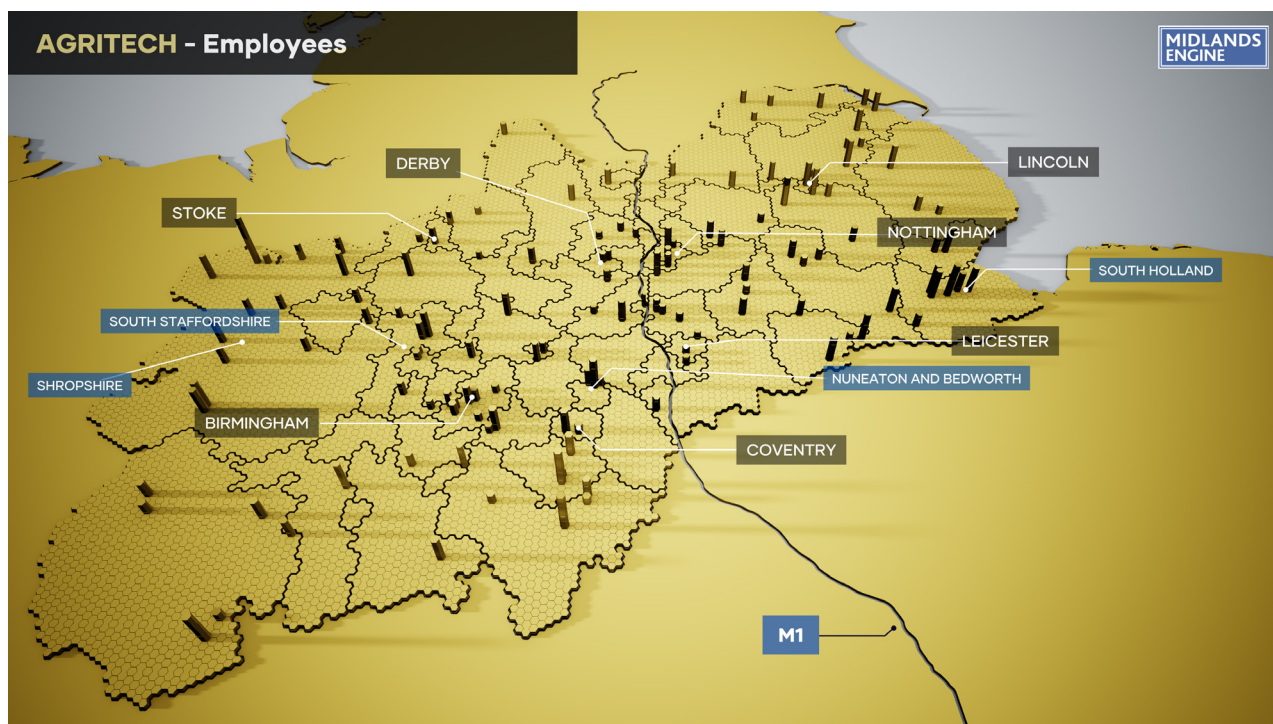 AGRITECH - Employees
MIDLANDS
ENGINE
DERBY
LINCOLN
STOKE
NOTTINGHAM
SOUTH HOLLAND
SOUTH STAFFORDSHIRE
LEICESTER
SHROPSHIRE
NUNEATON AND BEDWORTH
BIRMINGHAM
COVENTRY
M1